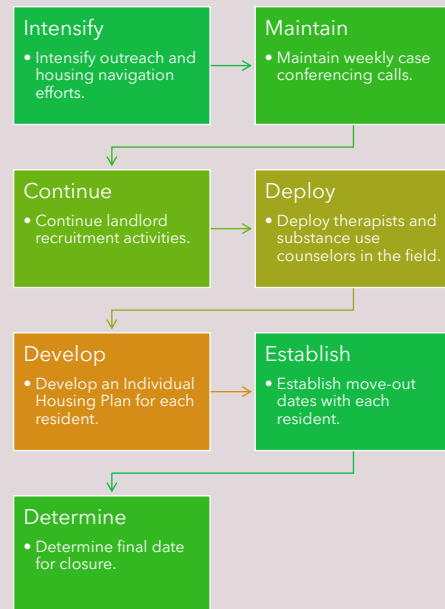 Intensify
• Intensify outreach and
housing navigation
efforts.
Maintain
• Maintain weekly case
conferencing calls.
Continue
• Continue landlord
recruitment activities.
Deploy
• Deploy therapists and
substance use
counselors in the field.
Develop
• Develop an Individual
Housing Plan for each
resident.
Establish
• Establish move-out
dates with each
resident.
Determine
• Determine final date
for closure.